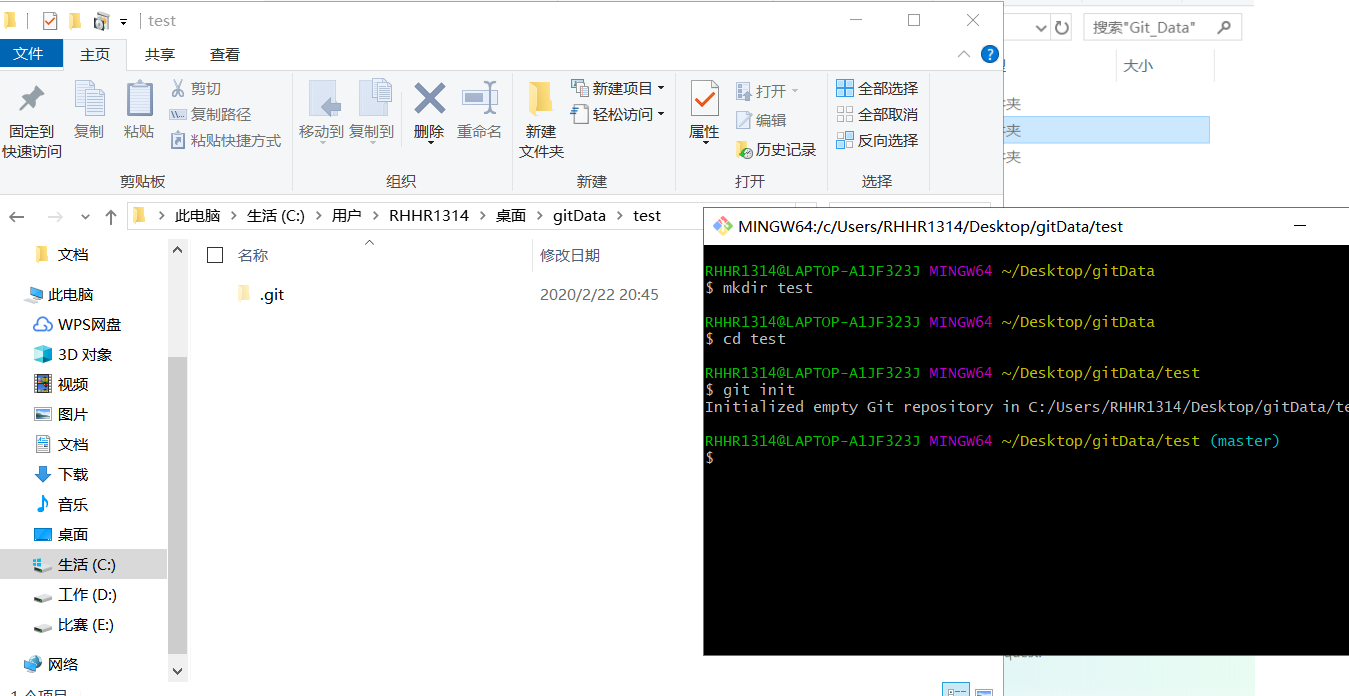 test
文件 主页 共享 查看
固定到
快速访问
复制
粘贴
剪切
复制路径
粘贴快捷方式
剪贴板
移动到
复制到
删除
重命名
组织
新建
文件夹
新建项目
轻松访问
新建
属性
打开
编辑
历史记录
打开
全部选择
全部取消
反向选择
选择
此电脑 > 生活 (C:) > 用户 > RHHR1314 > 桌面 > gitData > test
搜索"Git_Data"
大小
夹
夹
夹
名称 修改日期
.git 2020/2/22 20:45
文档
此电脑
WPS网盘
3D 对象
视频
图片
文档
下载
音乐
桌面
生活 (C:)
工作 (D:)
比赛 (E:)
网络
1 个项目
MINGW64:/c/Users/RHHR1314/Desktop/gitData/test
RHHR1314@LAPTOP-A1JF323J MINGW64 ~/Desktop/gitData
$ mkdir test
RHHR1314@LAPTOP-A1JF323J MINGW64 ~/Desktop/gitData
$ cd test
RHHR1314@LAPTOP-A1JF323J MINGW64 ~/Desktop/gitData/test
$ git init
Initialized empty Git repository in C:/Users/RHHR1314/Desktop/gitData/te
RHHR1314@LAPTOP-A1JF323J MINGW64 ~/Desktop/gitData/test (master)
$